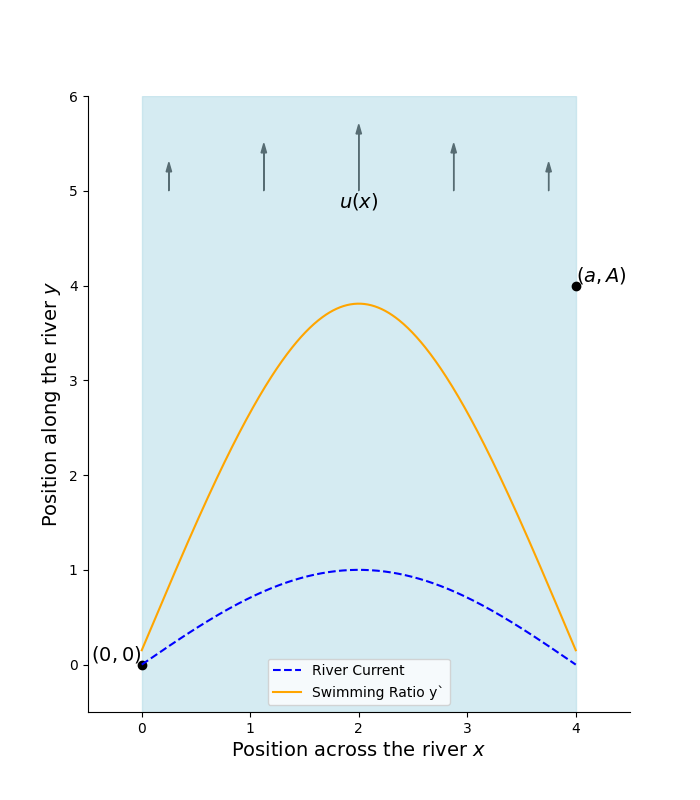 6
5
4
3
2
1
0
Position along the river y
u(x)
(a, A)
(0, 0)
River Current
Swimming Ratio y`
0 1 2 3 4
Position across the river x